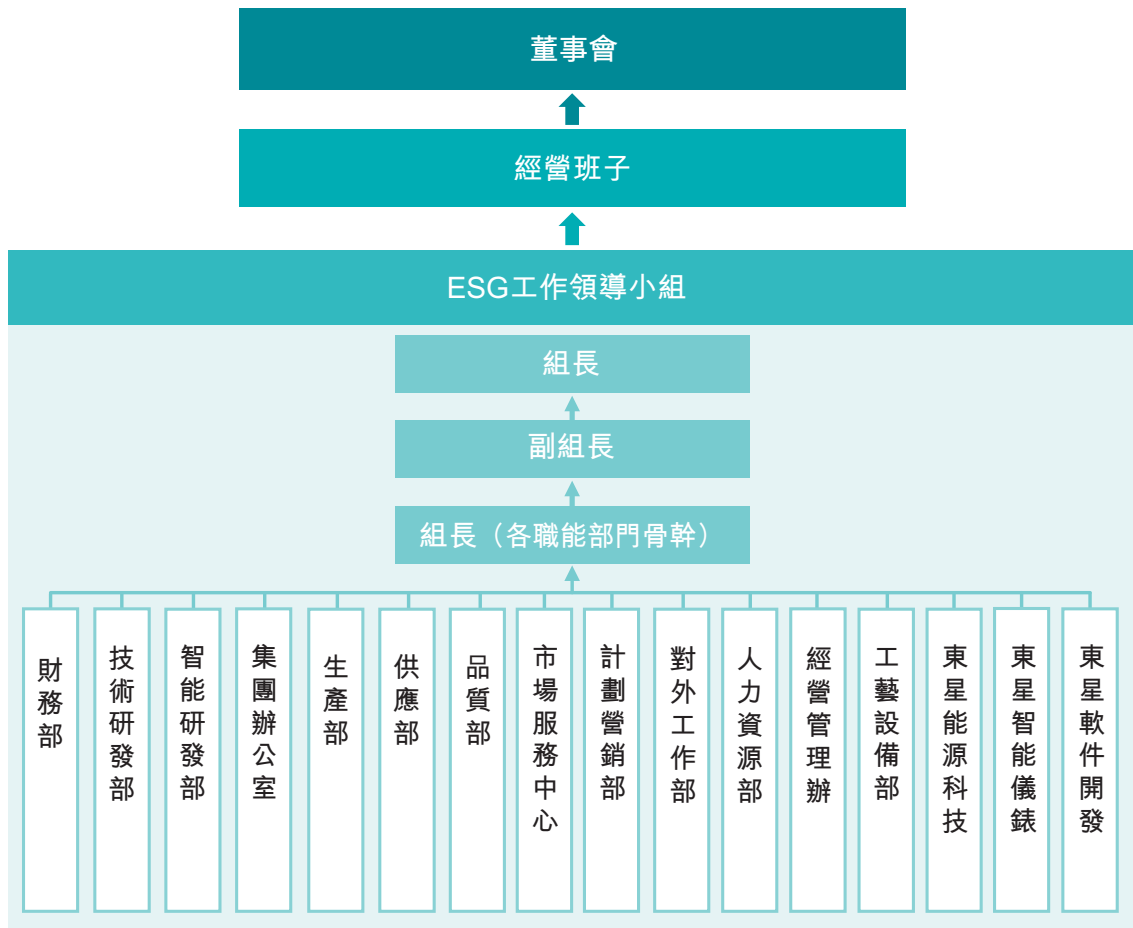 董事會
經營班子
ESG工作領導小組
組長
副組長
組長（各職能部門骨幹）
財務部
技術研發部
智能研發部
集團辦公室
生產部
供應部
品質部
市場服務中心
計劃營銷部
對外工作部
人力資源部
經營管理辦
工藝設備部
東星能源科技
東星智能儀錶
東星軟件開發